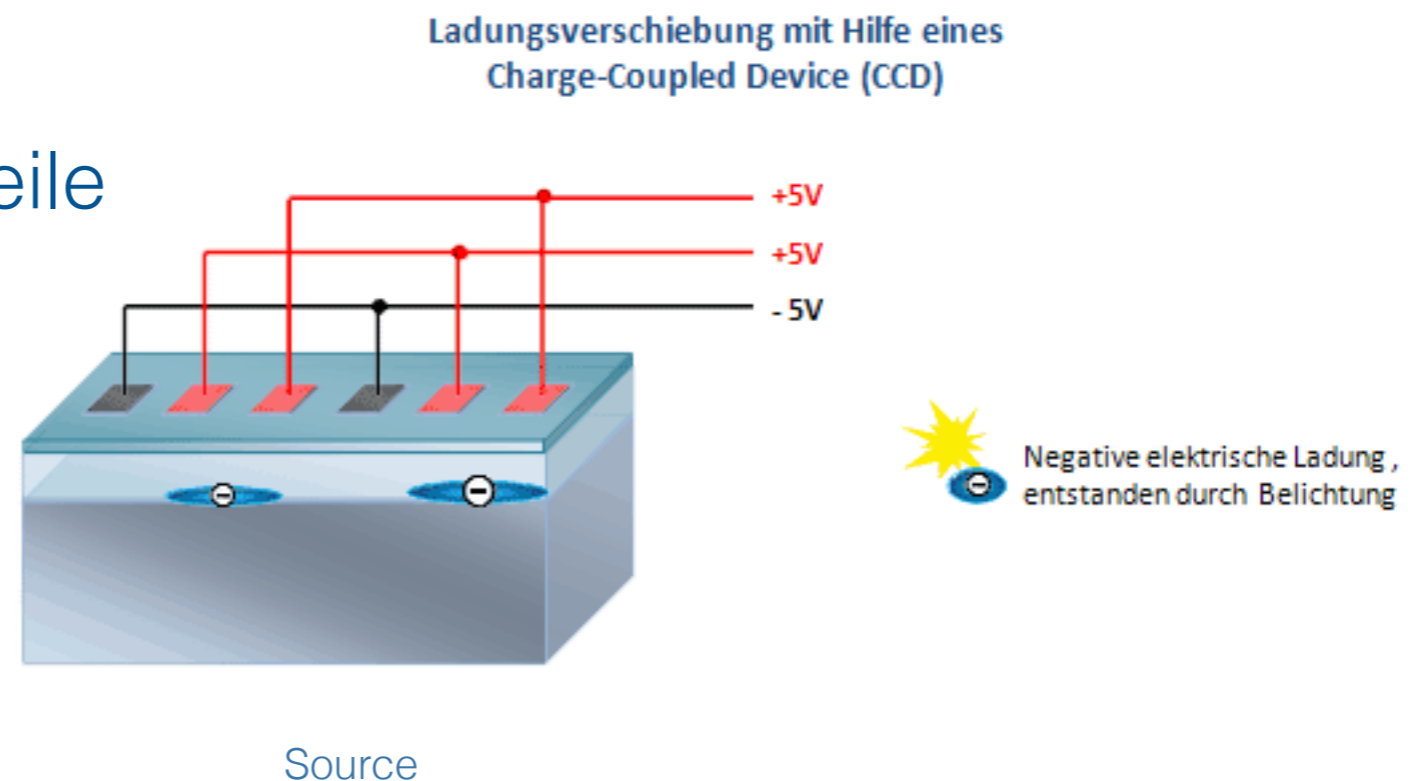 Ladungsverschiebung mit Hilfe eines
Charge-Coupled Device (CCD)
eile
+5V
+5V
- 5V
Negative elektrische Ladung ,
entstanden durch Belichtung
Source